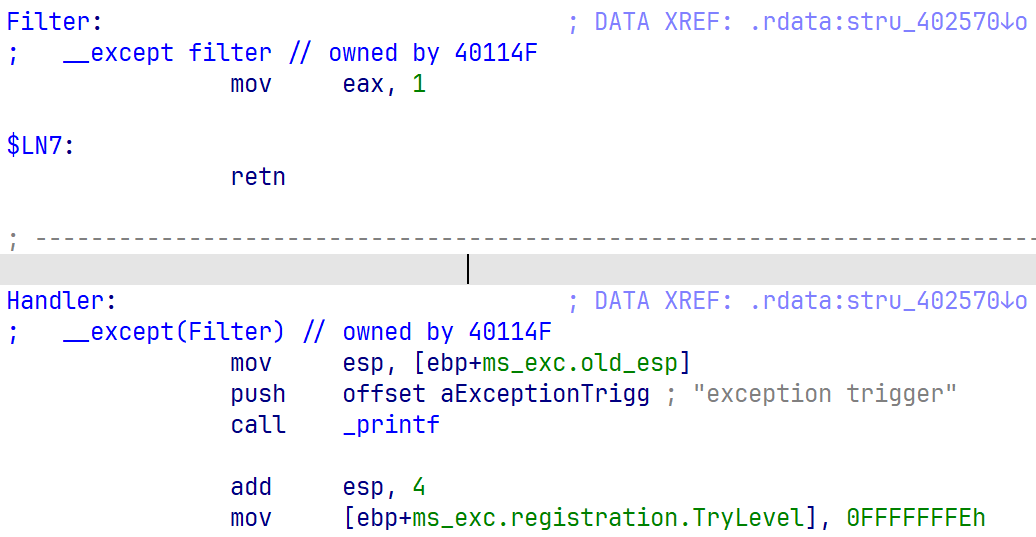 Filter: ; DATA XREF: .rdata:stru_402570↓o
; __except filter // owned by 40114F
mov eax, 1
$LN7:
retn
; ---------------------------------------------------------------------------
Handler: ; DATA XREF: .rdata:stru_402570↓o
; __except(Filter) // owned by 40114F
mov esp, [ebp+ms_exc.old_esp]
push offset aExceptionTrigg ; "exception trigger"
call _printf
add esp, 4
mov [ebp+ms_exc.registration.TryLevel], 0FFFFFFFEh